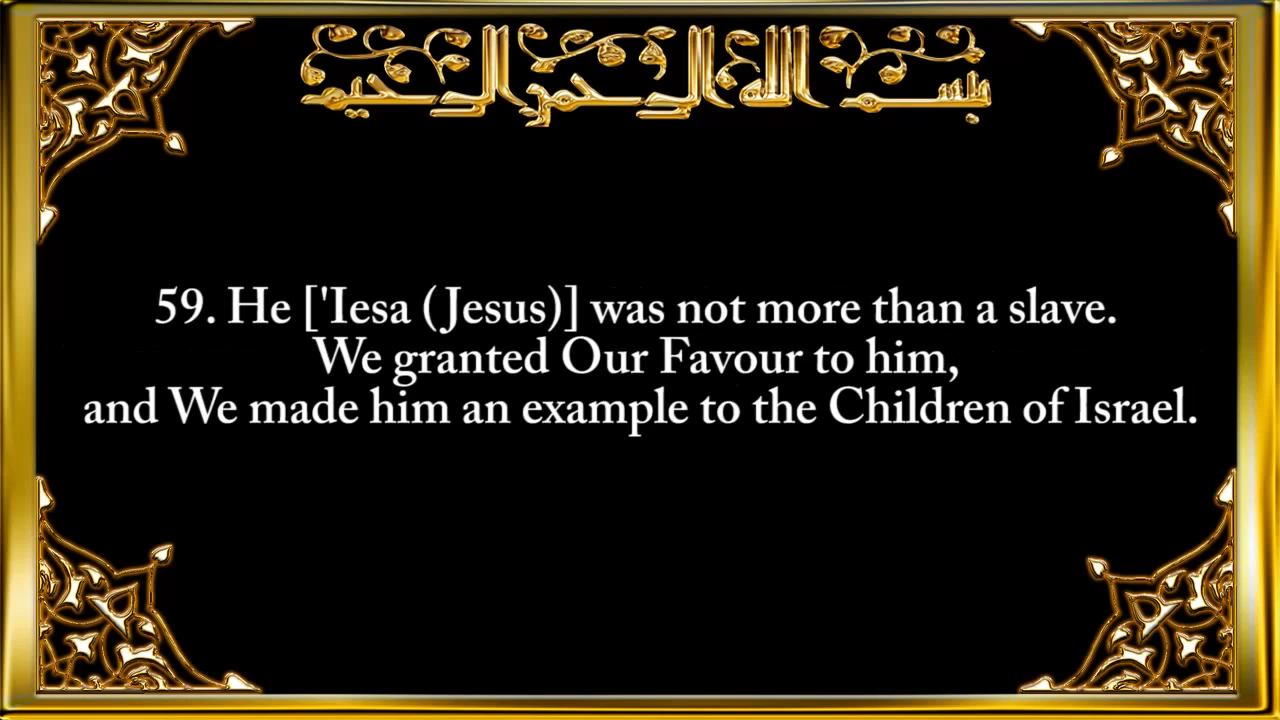 بسم الله الرحمن الرحيم
59. He ['Iesa (Jesus)] was not more than a slave.
We granted Our Favour to him,
and We made him an example to the Children of Israel.